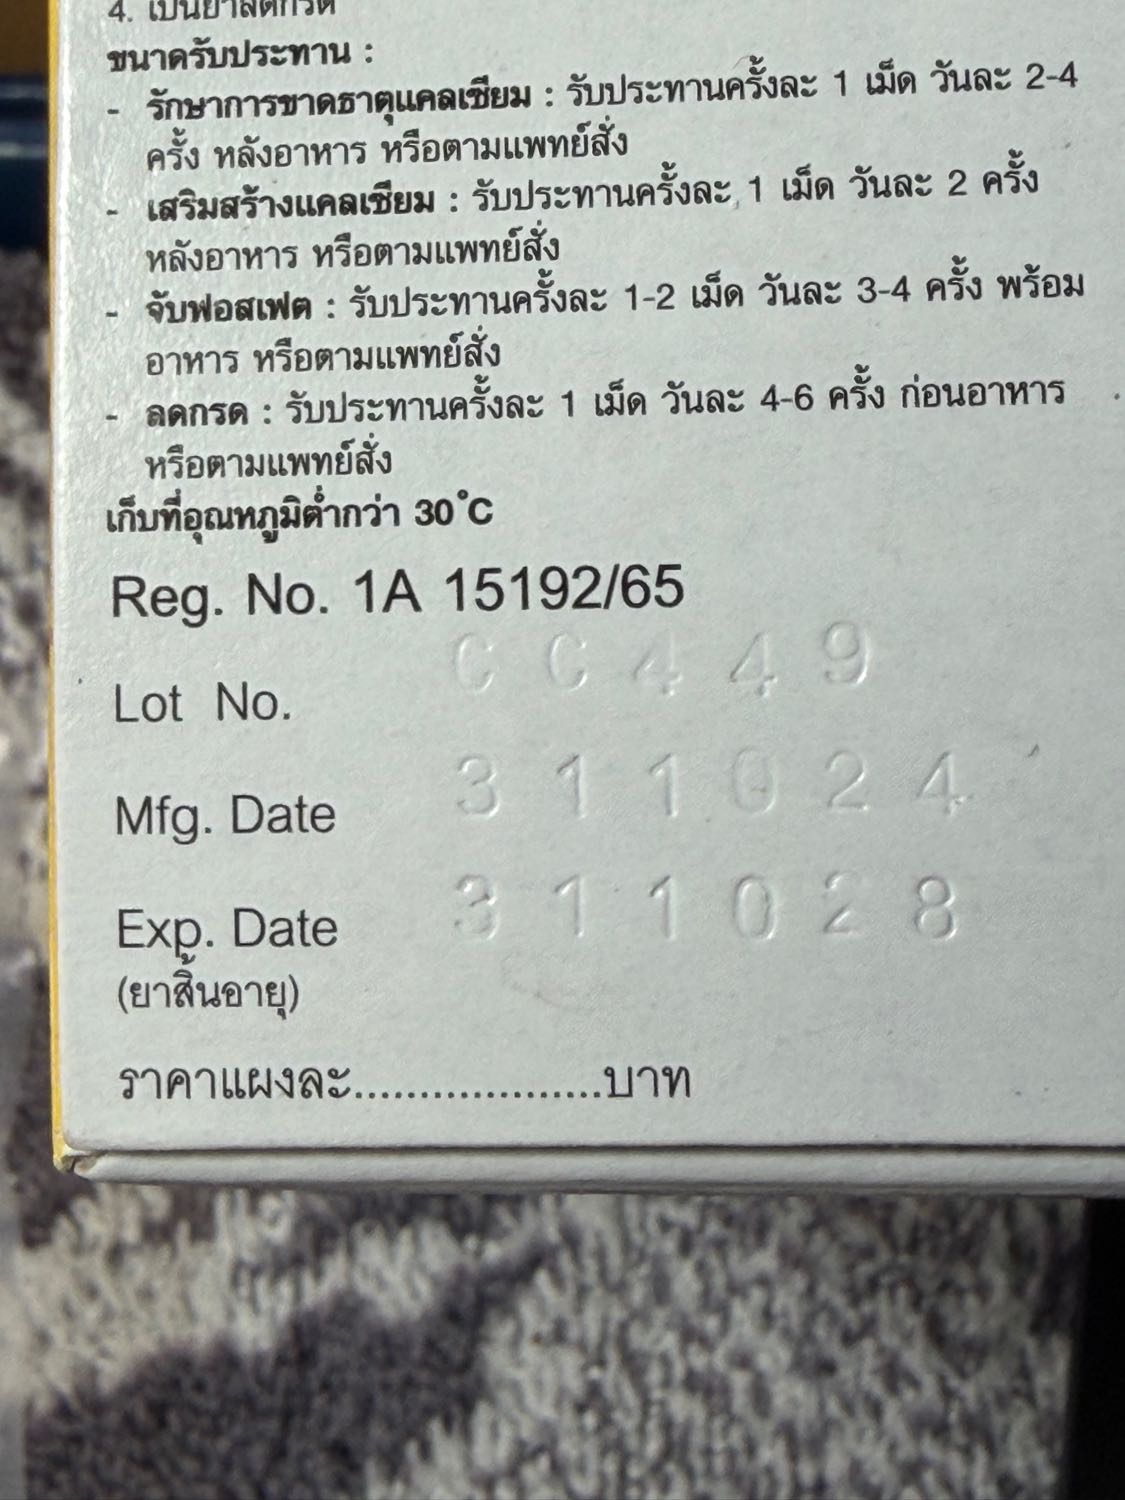 4. เป็นยาลดกรด
ขนาดรับประทาน :
- รักษาการขาดธาตุแคลเซียม : รับประทานครั้งละ 1 เม็ด วันละ 2-4
ครั้ง หลังอาหาร หรือตามแพทย์สั่ง
- เสริมสร้างแคลเซียม : รับประทานครั้งละ 1 เม็ด วันละ 2 ครั้ง
หลังอาหาร หรือตามแพทย์สั่ง
- จับฟอสเฟต : รับประทานครั้งละ 1-2 เม็ด วันละ 3-4 ครั้ง พร้อม
อาหาร หรือตามแพทย์สั่ง
- ลดกรด : รับประทานครั้งละ 1 เม็ด วันละ 4-6 ครั้ง ก่อนอาหาร
หรือตามแพทย์สั่ง
เก็บที่อุณหภูมิต่ำกว่า 30°C
Reg. No. 1A 15192/65
Lot No. CC449
Mfg. Date 311024
Exp. Date 311028
(ยาสิ้นอายุ)
ราคาแผงละ...................บาท